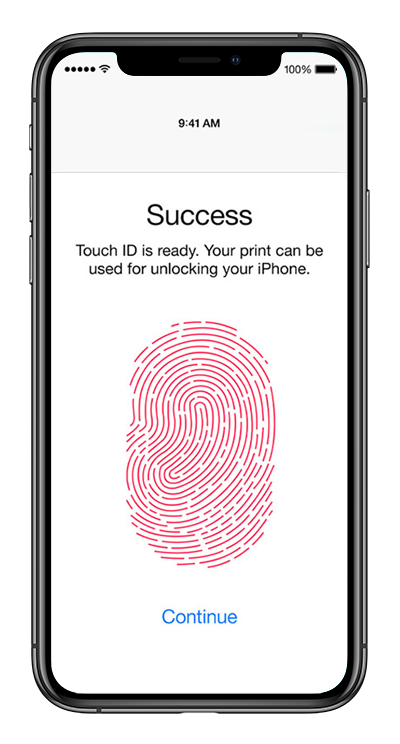 100%
9:41 AM
Success
Touch ID is ready. Your print can be
used for unlocking your iPhone.
Continue